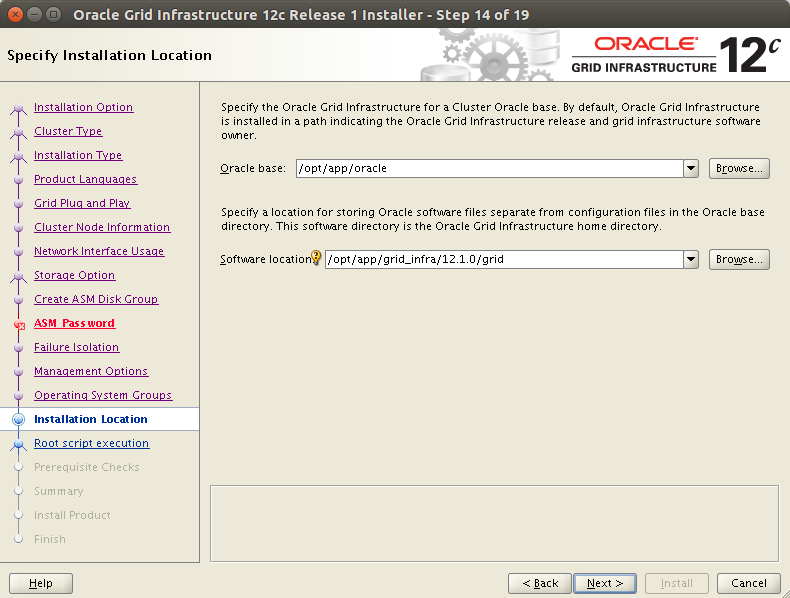 Oracle Grid Infrastructure 12c Release 1 Installer - Step 14 of 19
Specify Installation Location
ORACLE
GRID INFRASTRUCTURE
12c
Installation Option
Cluster Type
Installation Type
Product Languages
Grid Plug and Play
Cluster Node Information
Network Interface Usage
Storage Option
Create ASM Disk Group
ASM Password
Failure Isolation
Management Options
Operating System Groups
Installation Location
Root script execution
Prerequisite Checks
Summary
Install Product
Finish
Specify the Oracle Grid Infrastructure for a Cluster Oracle base. By default, Oracle Grid Infrastructure
is installed in a path indicating the Oracle Grid Infrastructure release and grid infrastructure software
owner.
Oracle base: /opt/app/oracle Browse...
Specify a location for storing Oracle software files separate from configuration files in the Oracle base
directory. This software directory is the Oracle Grid Infrastructure home directory.
Software location: /opt/app/grid_infra/12.1.0/grid Browse...
Help < Back Next > Install Cancel